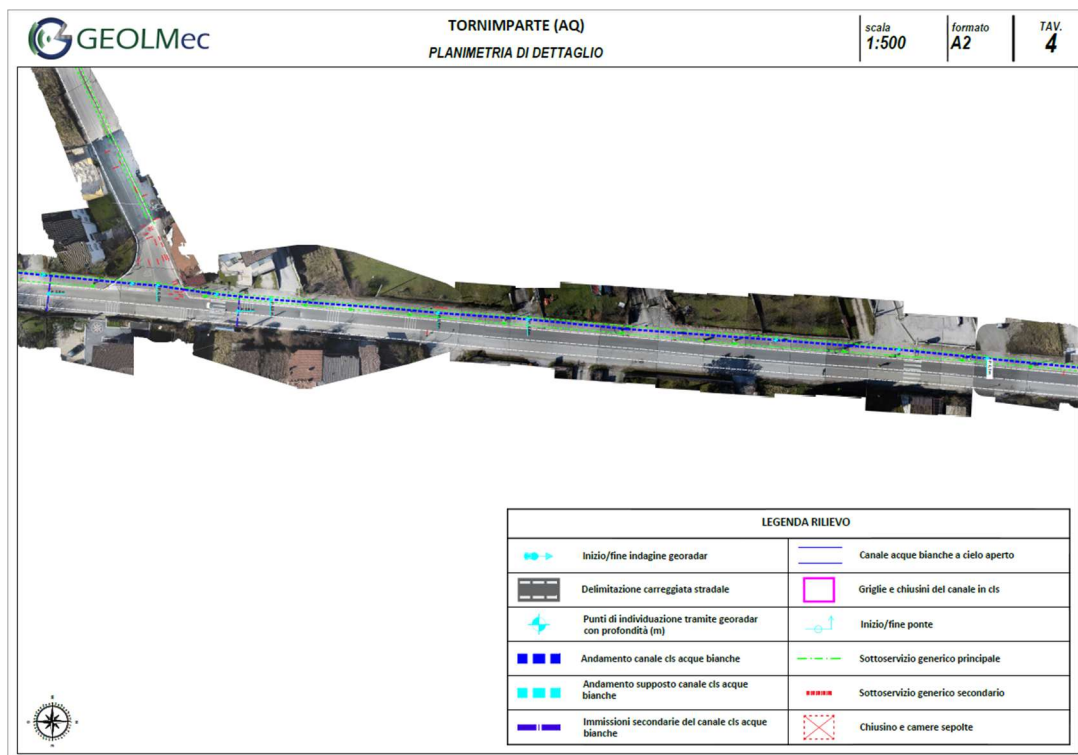 GEOLMec
TORNIMPARTE (AQ)
PLANIMETRIA DI DETTAGLIO
scala
1:500
formato
A2
TAV.
4
LEGENDA RILIEVO
Inizio/fine indagine georadar
Canale acque bianche a cielo aperto
Delimitazione carreggiata stradale
Griglie e chiusini del canale in cls
Punti di individuazione tramite georadar
con profondità (m)
Inizio/fine ponte
Andamento canale cls acque bianche
Sottoservizio generico principale
Andamento supposto canale cls acque
bianche
Sottoservizio generico secondario
Immissioni secondarie del canale cls acque
bianche
Chiusino e camere sepolte